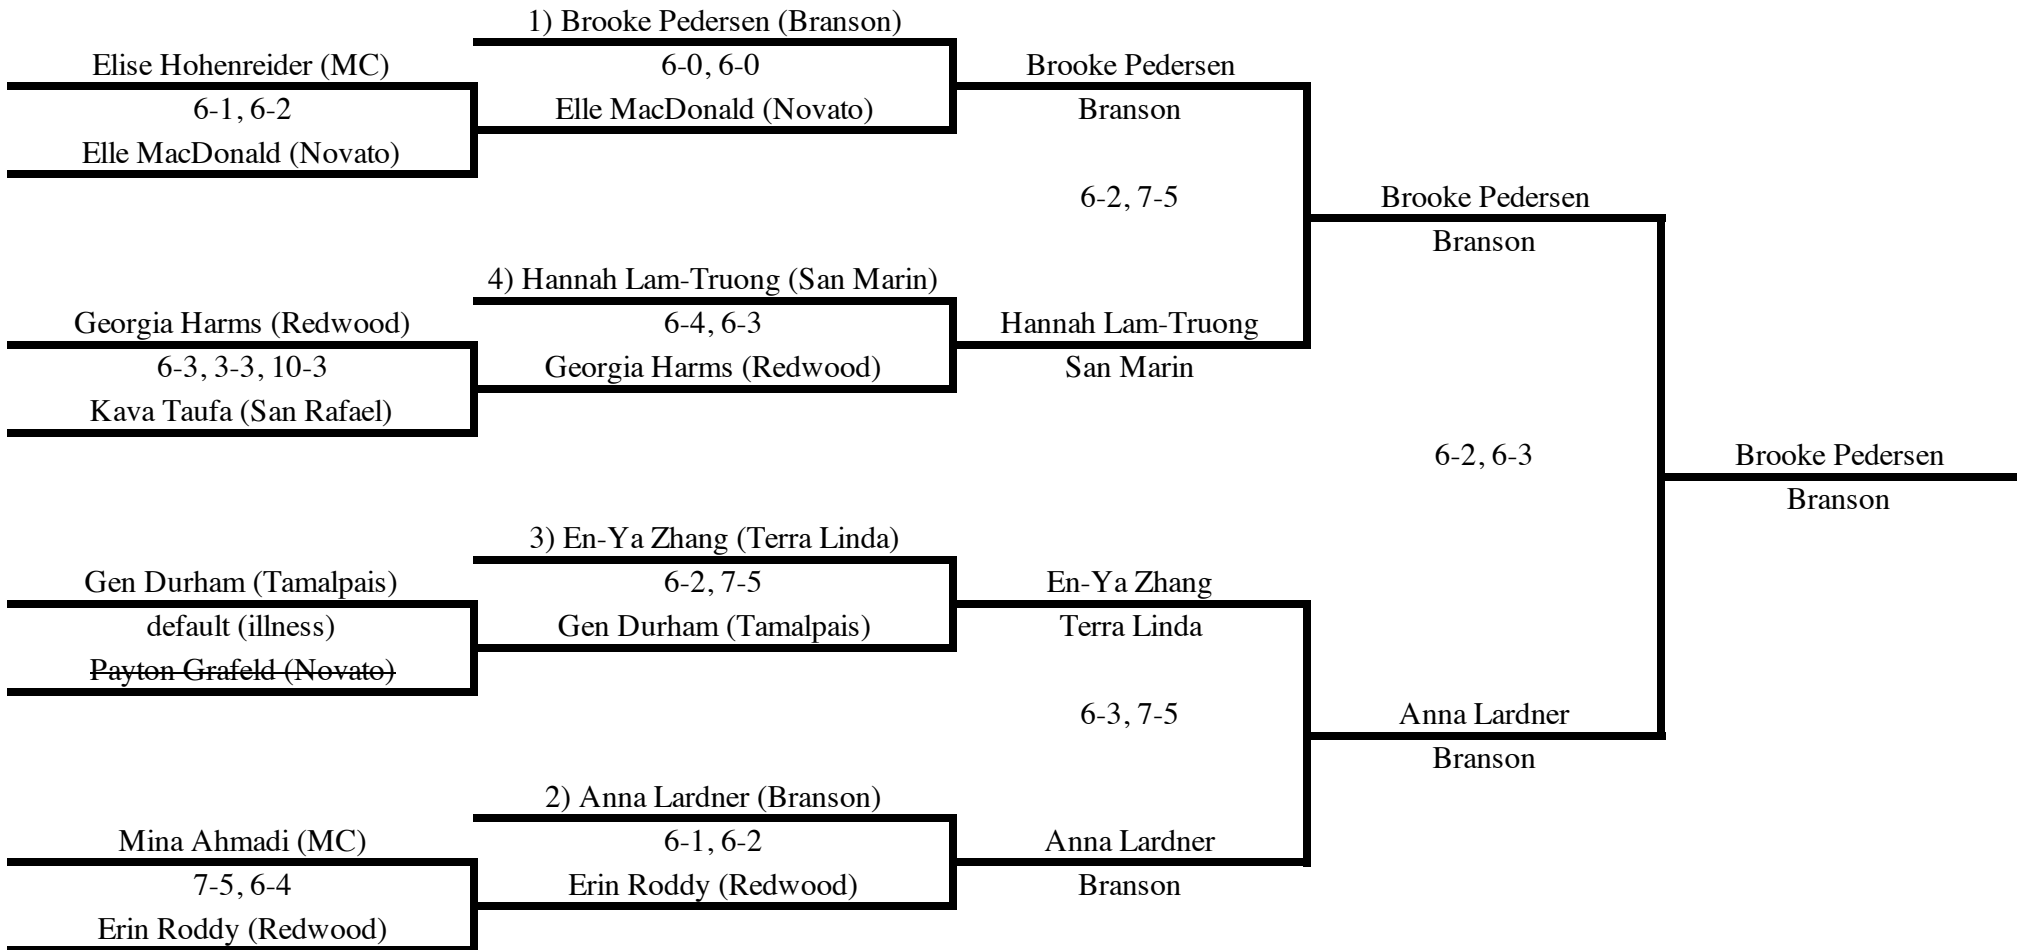 1) Brooke Pedersen (Branson)
Elise Hohenreider (MC)
6-0, 6-0
Brooke Pedersen
6-1, 6-2
Elle MacDonald (Novato)
Branson
Elle MacDonald (Novato)
6-2, 7-5
Brooke Pedersen
Branson
4) Hannah Lam-Truong (San Marin)
Georgia Harms (Redwood)
6-4, 6-3
Hannah Lam-Truong
6-3, 3-3, 10-3
Georgia Harms (Redwood)
San Marin
Kava Taufa (San Rafael)
6-2, 6-3
Brooke Pedersen
Branson
3) En-Ya Zhang (Terra Linda)
Gen Durham (Tamalpais)
6-2, 7-5
En-Ya Zhang
default (illness)
Gen Durham (Tamalpais)
Terra Linda
Payton Grafeld (Novato)
6-3, 7-5
Anna Lardner
Branson
2) Anna Lardner (Branson)
Mina Ahmadi (MC)
6-1, 6-2
Anna Lardner
7-5, 6-4
Erin Roddy (Redwood)
Branson
Erin Roddy (Redwood)